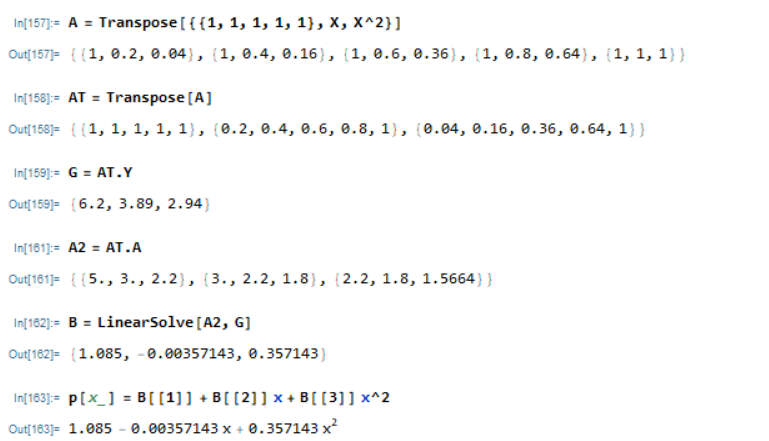 In[157]:= A = Transpose[{{1, 1, 1, 1, 1}, X, X^2}]
Out[157]= {{1, 0.2, 0.04}, {1, 0.4, 0.16}, {1, 0.6, 0.36}, {1, 0.8, 0.64}, {1, 1, 1}}
In[158]:= AT = Transpose[A]
Out[158]= {{1, 1, 1, 1, 1}, {0.2, 0.4, 0.6, 0.8, 1}, {0.04, 0.16, 0.36, 0.64, 1}}
In[159]:= G = AT.Y
Out[159]= {6.2, 3.89, 2.94}
In[161]:= A2 = AT.A
Out[161]= {{5., 3., 2.2}, {3., 2.2, 1.8}, {2.2, 1.8, 1.5664}}
In[162]:= B = LinearSolve[A2, G]
Out[162]= {1.085, -0.00357143, 0.357143}
In[163]:= p[x_] = B[[1]] + B[[2]] x + B[[3]] x^2
Out[163]= 1.085 - 0.00357143 x + 0.357143 x²